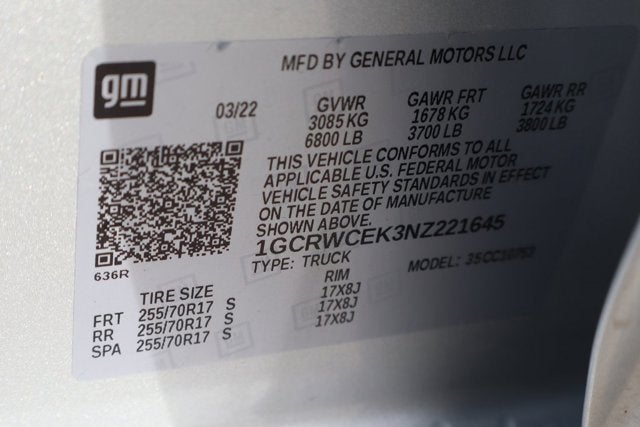 gm
MFD BY GENERAL MOTORS LLC
03/22 GVWR GAWR FRT GAWR RR
3085 KG 1678 KG 1724 KG
6800 LB 3700 LB 3800 LB
THIS VEHICLE CONFORMS TO ALL
APPLICABLE U.S. FEDERAL MOTOR
VEHICLE SAFETY STANDARDS IN EFFECT
ON THE DATE OF MANUFACTURE
SHOWN ABOVE.
1GCRWCEK3NZ221645
636R
TYPE: TRUCK MODEL:
TIRE SIZE RIM
FRT 255/70R17 S 17X8J
RR 255/70R17 S 17X8J
SPA 255/70R17 S 17X8J